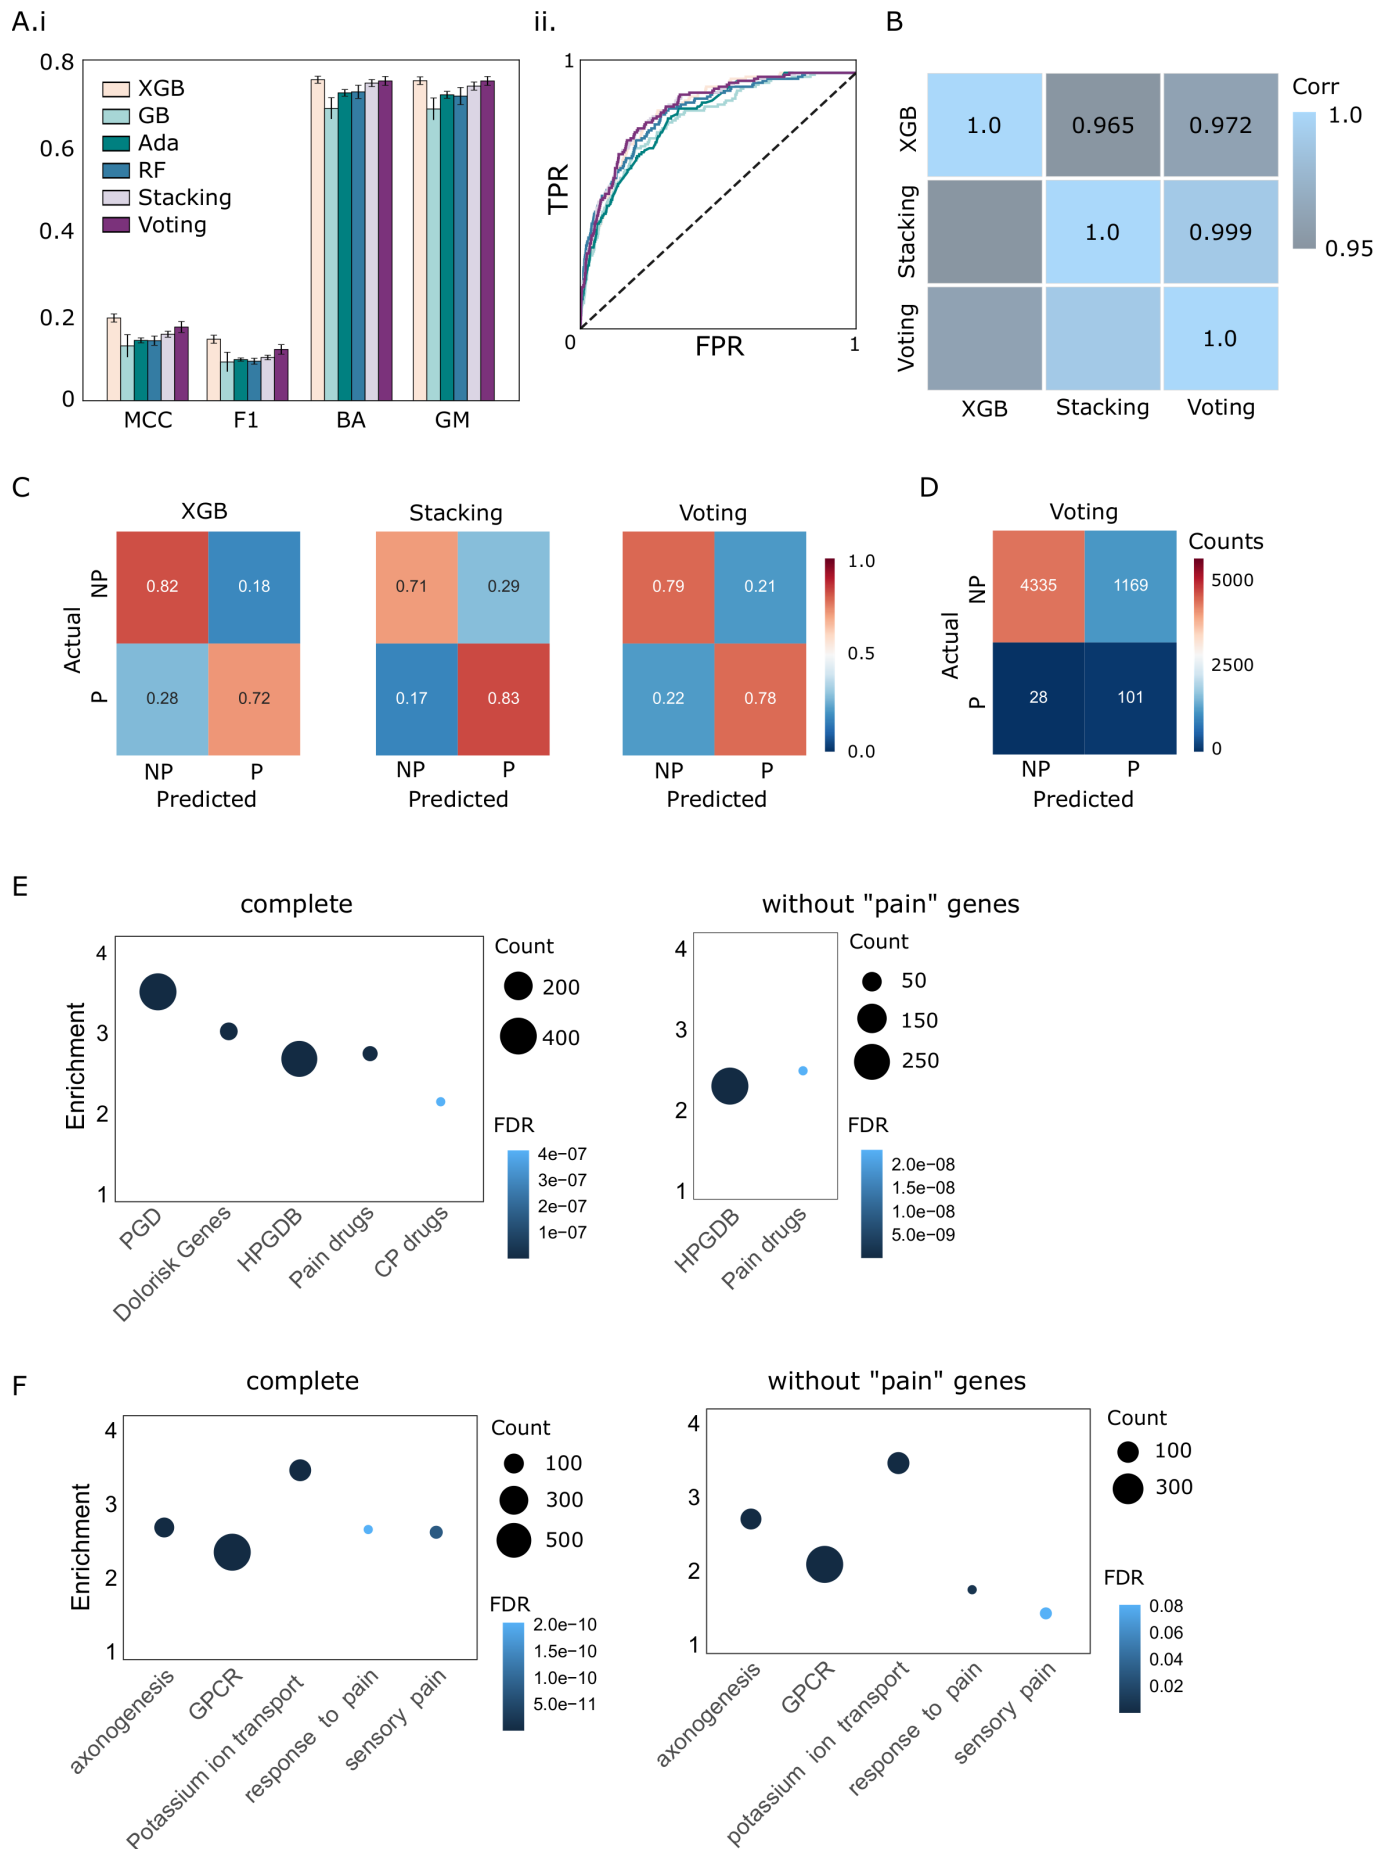 A.i
ii.
B
0.8
0.6
0.4
0.2
0
XGB
GB
Ada
RF
Stacking
Voting
MCC
F1
BA
GM
1
TPR
0
FPR
1
XGB
Stacking
Voting
1.0
0.965
0.972
1.0
0.999
1.0
XGB
Stacking
Voting
Corr
1.0
0.95
C
D
XGB
Actual
NP
P
0.82
0.18
0.28
0.72
NP
P
Predicted
Stacking
0.71
0.29
0.17
0.83
NP
P
Predicted
Voting
0.79
0.21
0.22
0.78
NP
P
Predicted
1.0
0.5
0.0
Voting
Actual
NP
P
4335
1169
28
101
NP
P
Predicted
Counts
5000
2500
0
E
complete
Enrichment
4
3
2
1
PGD
Dolorisk Genes
HPGDB
Pain drugs
CP drugs
Count
200
400
FDR
4e−07
3e−07
2e−07
1e−07
without "pain" genes
4
3
2
1
HPGDB
Pain drugs
Count
50
150
250
FDR
2.0e−08
1.5e−08
1.0e−08
5.0e−09
F
complete
Enrichment
4
3
2
1
axonogenesis
GPCR
Potassium ion transport
response to pain
sensory pain
Count
100
300
500
FDR
2.0e−10
1.5e−10
1.0e−10
5.0e−11
without "pain" genes
4
3
2
1
axonogenesis
GPCR
potassium ion transport
response to pain
sensory pain
Count
100
300
FDR
0.08
0.06
0.04
0.02